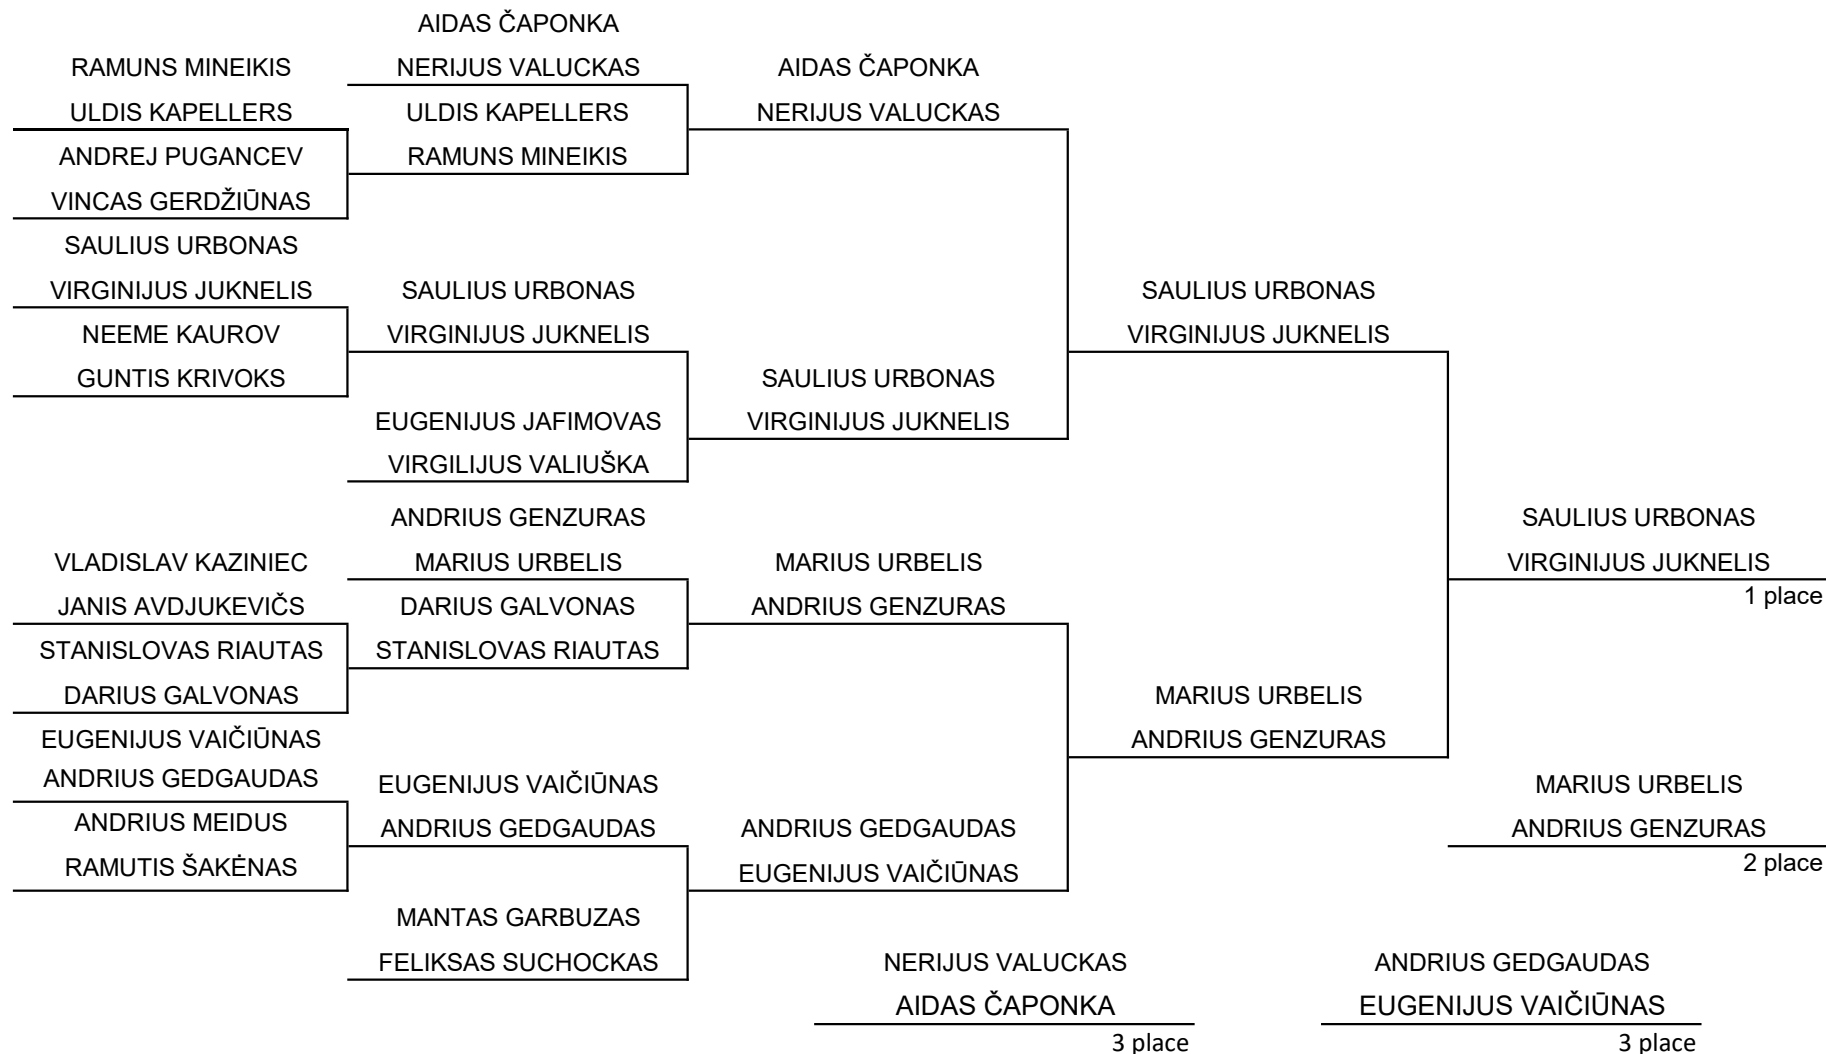 AIDAS ČAPONKA
RAMUNS MINEIKIS
NERIJUS VALUCKAS
AIDAS ČAPONKA
ULDIS KAPELLERS
ULDIS KAPELLERS
NERIJUS VALUCKAS
ANDREJ PUGANCEV
RAMUNS MINEIKIS
VINCAS GERDŽIŪNAS
SAULIUS URBONAS
VIRGINIJUS JUKNELIS
SAULIUS URBONAS
SAULIUS URBONAS
NEEME KAUROV
VIRGINIJUS JUKNELIS
VIRGINIJUS JUKNELIS
GUNTIS KRIVOKS
SAULIUS URBONAS
EUGENIJUS JAFIMOVAS
VIRGINIJUS JUKNELIS
VIRGILIJUS VALIUŠKA
ANDRIUS GENZURAS
SAULIUS URBONAS
VLADISLAV KAZINIEC
MARIUS URBELIS
MARIUS URBELIS
VIRGINIJUS JUKNELIS
JANIS AVDJUKEVIČS
DARIUS GALVONAS
ANDRIUS GENZURAS
1 place
STANISLOVAS RIAUTAS
STANISLOVAS RIAUTAS
DARIUS GALVONAS
MARIUS URBELIS
EUGENIJUS VAIČIŪNAS
ANDRIUS GENZURAS
ANDRIUS GEDGAUDAS
EUGENIJUS VAIČIŪNAS
MARIUS URBELIS
ANDRIUS MEIDUS
ANDRIUS GEDGAUDAS
ANDRIUS GEDGAUDAS
ANDRIUS GENZURAS
RAMUTIS ŠAKĖNAS
EUGENIJUS VAIČIŪNAS
2 place
MANTAS GARBUZAS
FELIKSAS SUCHOCKAS
NERIJUS VALUCKAS
ANDRIUS GEDGAUDAS
AIDAS ČAPONKA
EUGENIJUS VAIČIŪNAS
3 place
3 place